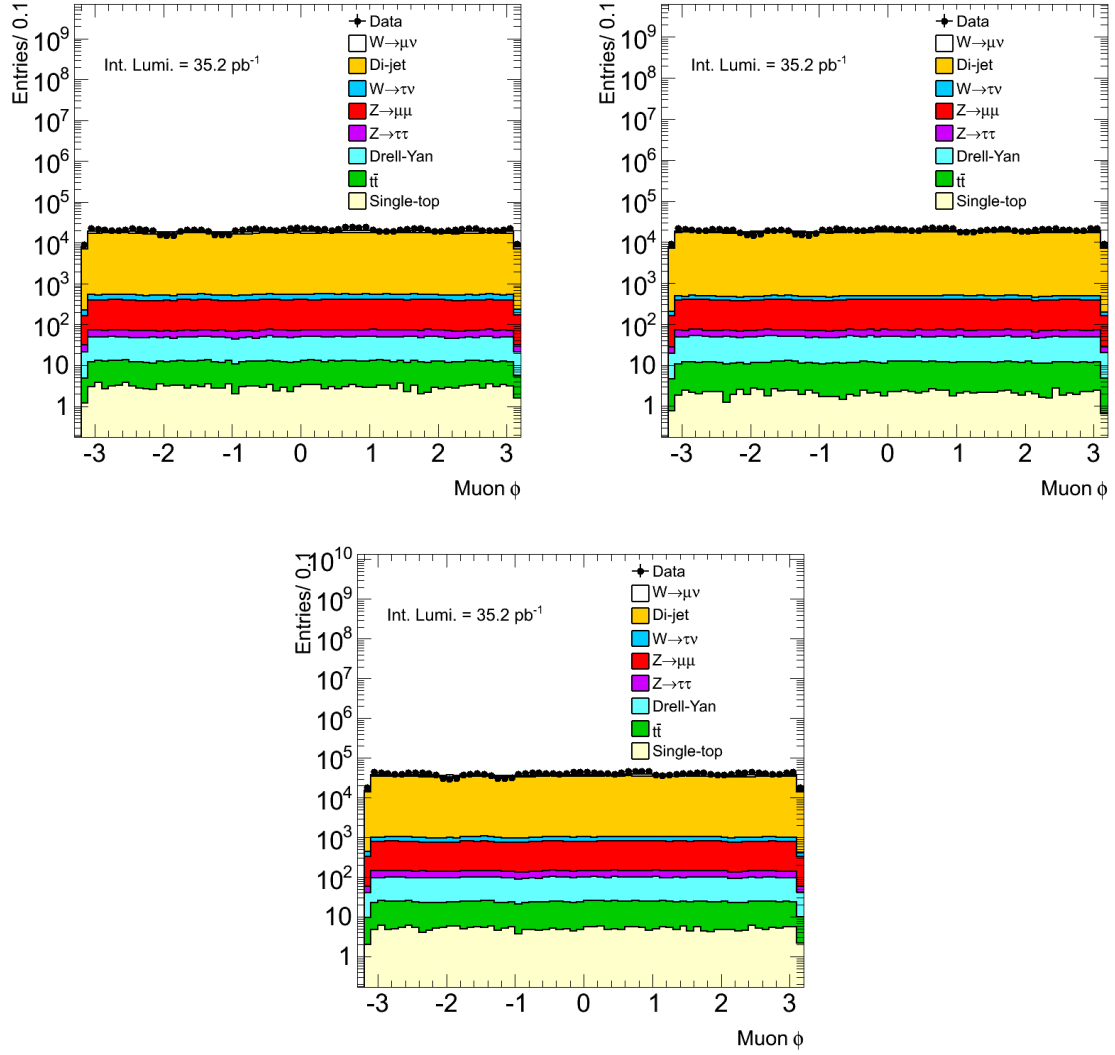 Entries/ 0.1
10⁹
10⁸
10⁷
10⁶
10⁵
10⁴
10³
10²
10
1
Int. Lumi. = 35.2 pb⁻¹
Data
W→μν
Di-jet
W→τν
Z→μμ
Z→ττ
Drell-Yan
tt̄
Single-top
-3 -2 -1 0 1 2 3
Muon ϕ
Entries/ 0.1
10⁹
10⁸
10⁷
10⁶
10⁵
10⁴
10³
10²
10
1
Int. Lumi. = 35.2 pb⁻¹
Data
W→μν
Di-jet
W→τν
Z→μμ
Z→ττ
Drell-Yan
tt̄
Single-top
-3 -2 -1 0 1 2 3
Muon ϕ
Entries/ 0.1
10¹⁰
10⁹
10⁸
10⁷
10⁶
10⁵
10⁴
10³
10²
10
1
Int. Lumi. = 35.2 pb⁻¹
Data
W→μν
Di-jet
W→τν
Z→μμ
Z→ττ
Drell-Yan
tt̄
Single-top
-3 -2 -1 0 1 2 3
Muon ϕ